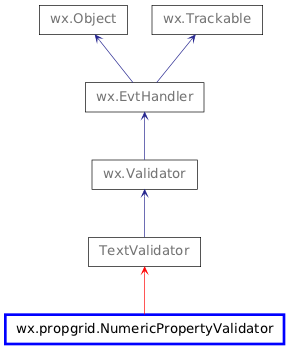 wx.Object
wx.Trackable
wx.EvtHandler
wx.Validator
TextValidator
wx.propgrid.NumericPropertyValidator